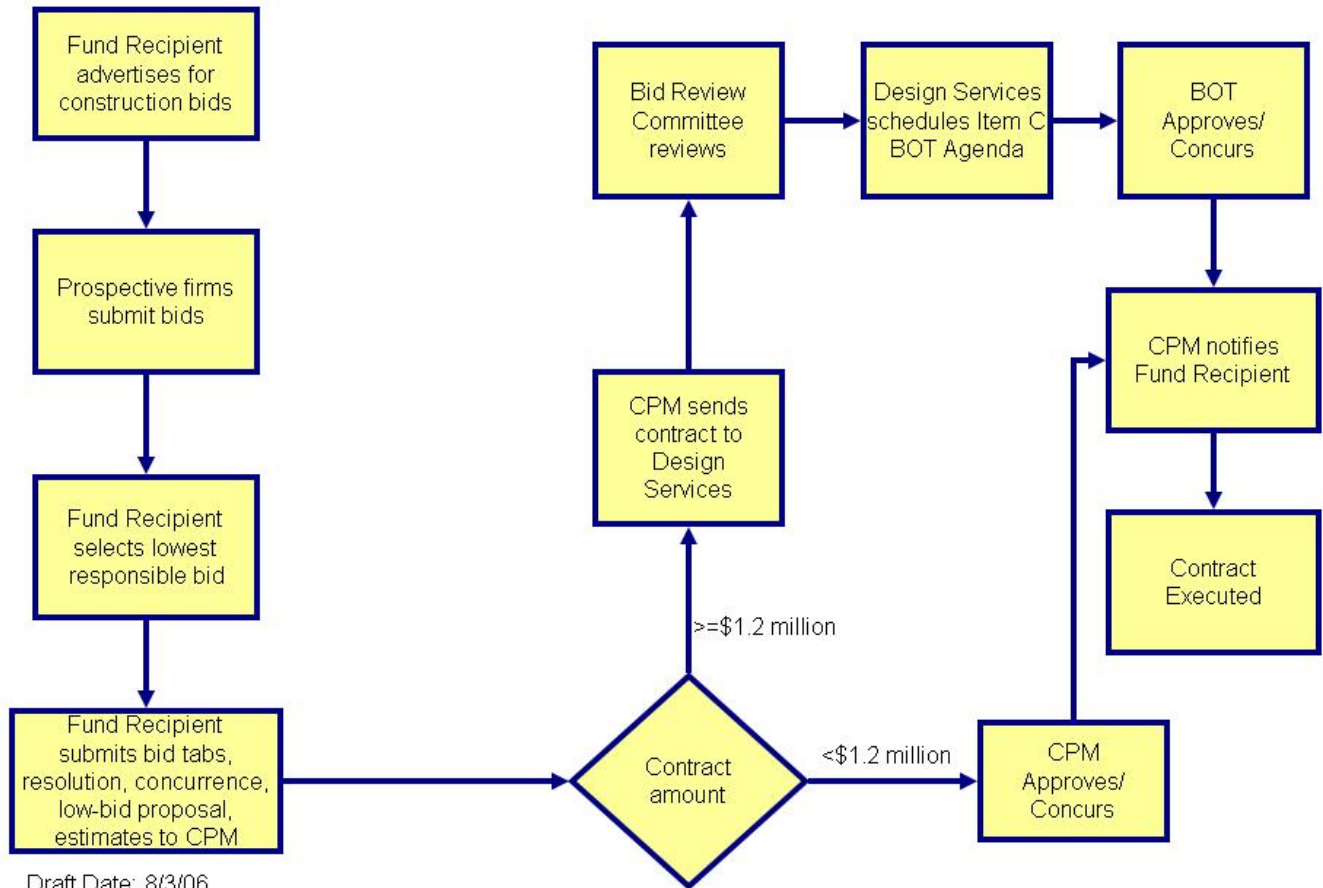 Fund Recipient
advertises for
construction bids
Prospective firms
submit bids
Fund Recipient
selects lowest
responsible bid
Fund Recipient
submits bid tabs,
resolution, concurrence,
low-bid proposal,
estimates to CPM
Contract
amount
>=$1.2 million
CPM sends
contract to
Design
Services
Bid Review
Committee
reviews
Design Services
schedules Item C
BOT Agenda
BOT
Approves/
Concurs
<$1.2 million
CPM
Approves/
Concurs
CPM notifies
Fund Recipient
Contract
Executed
Draft Date: 8/3/06